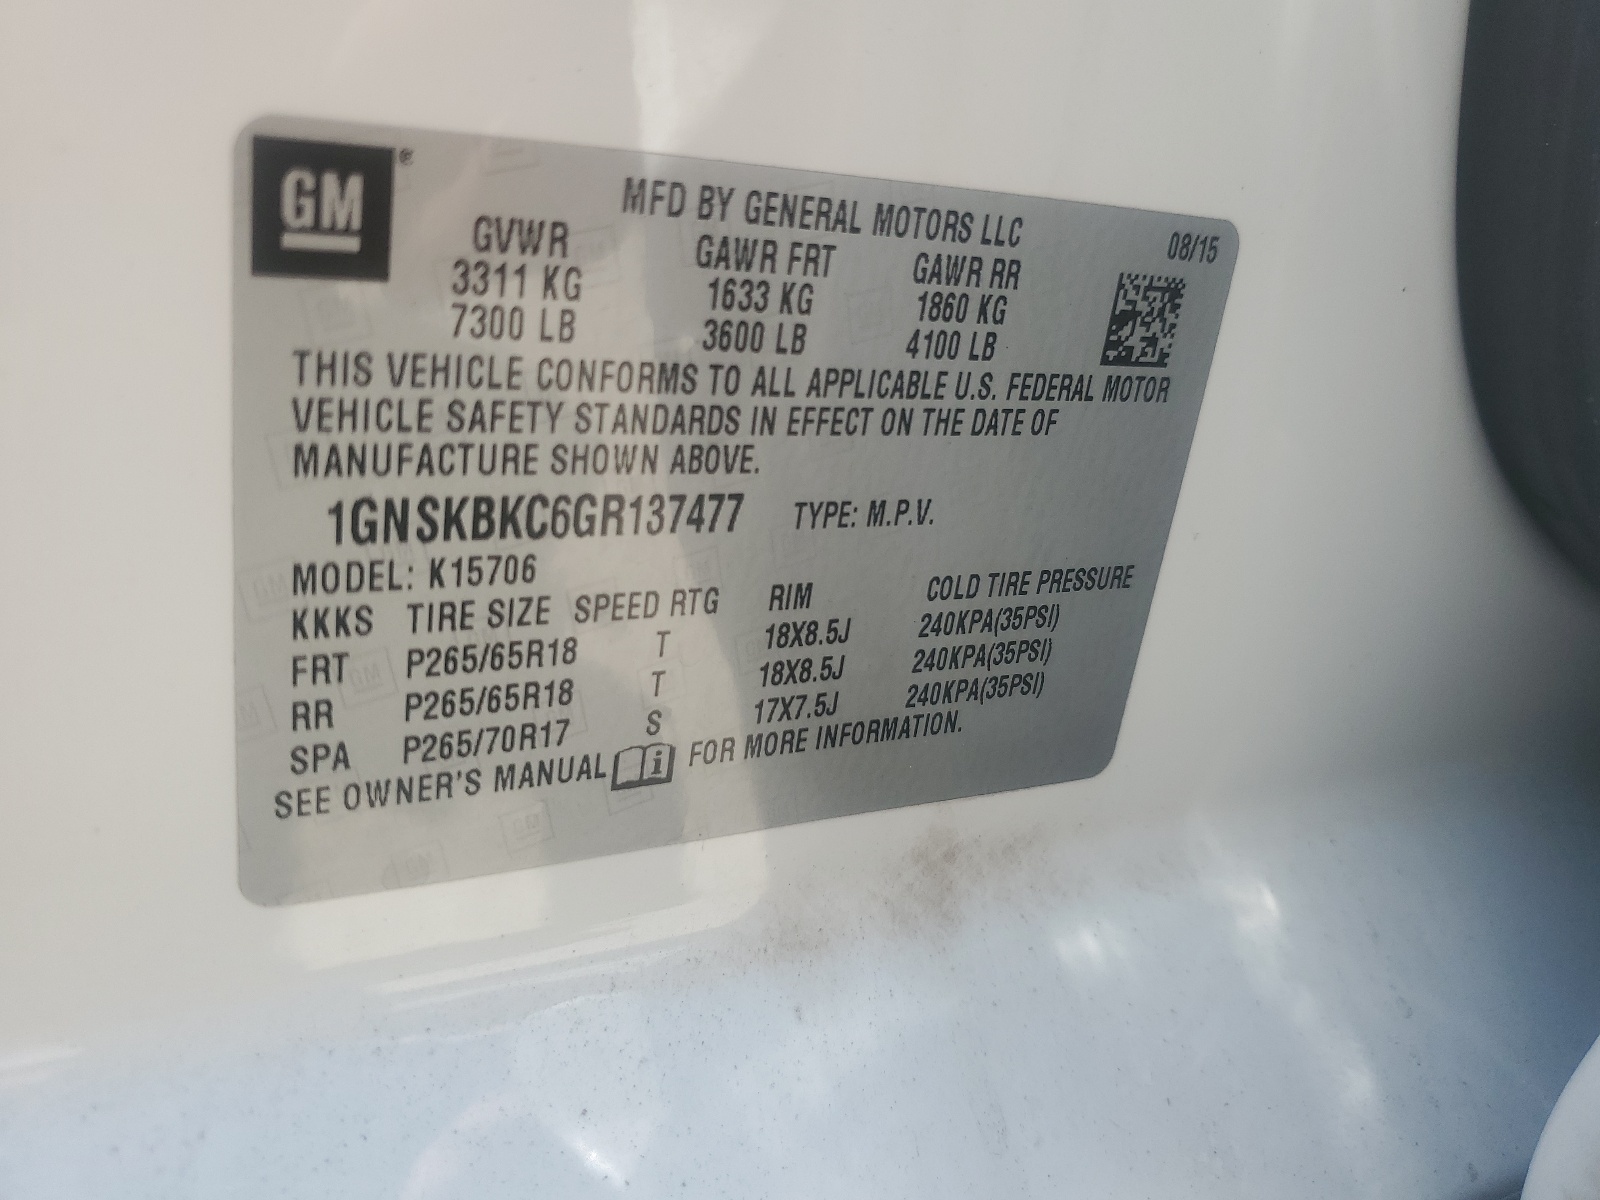 GM®
MFD BY GENERAL MOTORS LLC
08/15
GVWR GAWR FRT GAWR RR
3311 KG 1633 KG 1860 KG
7300 LB 3600 LB 4100 LB
THIS VEHICLE CONFORMS TO ALL APPLICABLE U.S. FEDERAL MOTOR
VEHICLE SAFETY STANDARDS IN EFFECT ON THE DATE OF
MANUFACTURE SHOWN ABOVE.
1GNSKBKC6GR137477 TYPE: M.P.V.
MODEL: K15706
KKKS TIRE SIZE SPEED RTG RIM COLD TIRE PRESSURE
FRT P265/65R18 T 18X8.5J 240KPA(35PSI)
RR P265/65R18 T 18X8.5J 240KPA(35PSI)
SPA P265/70R17 S 17X7.5J 240KPA(35PSI)
SEE OWNER'S MANUAL i FOR MORE INFORMATION.